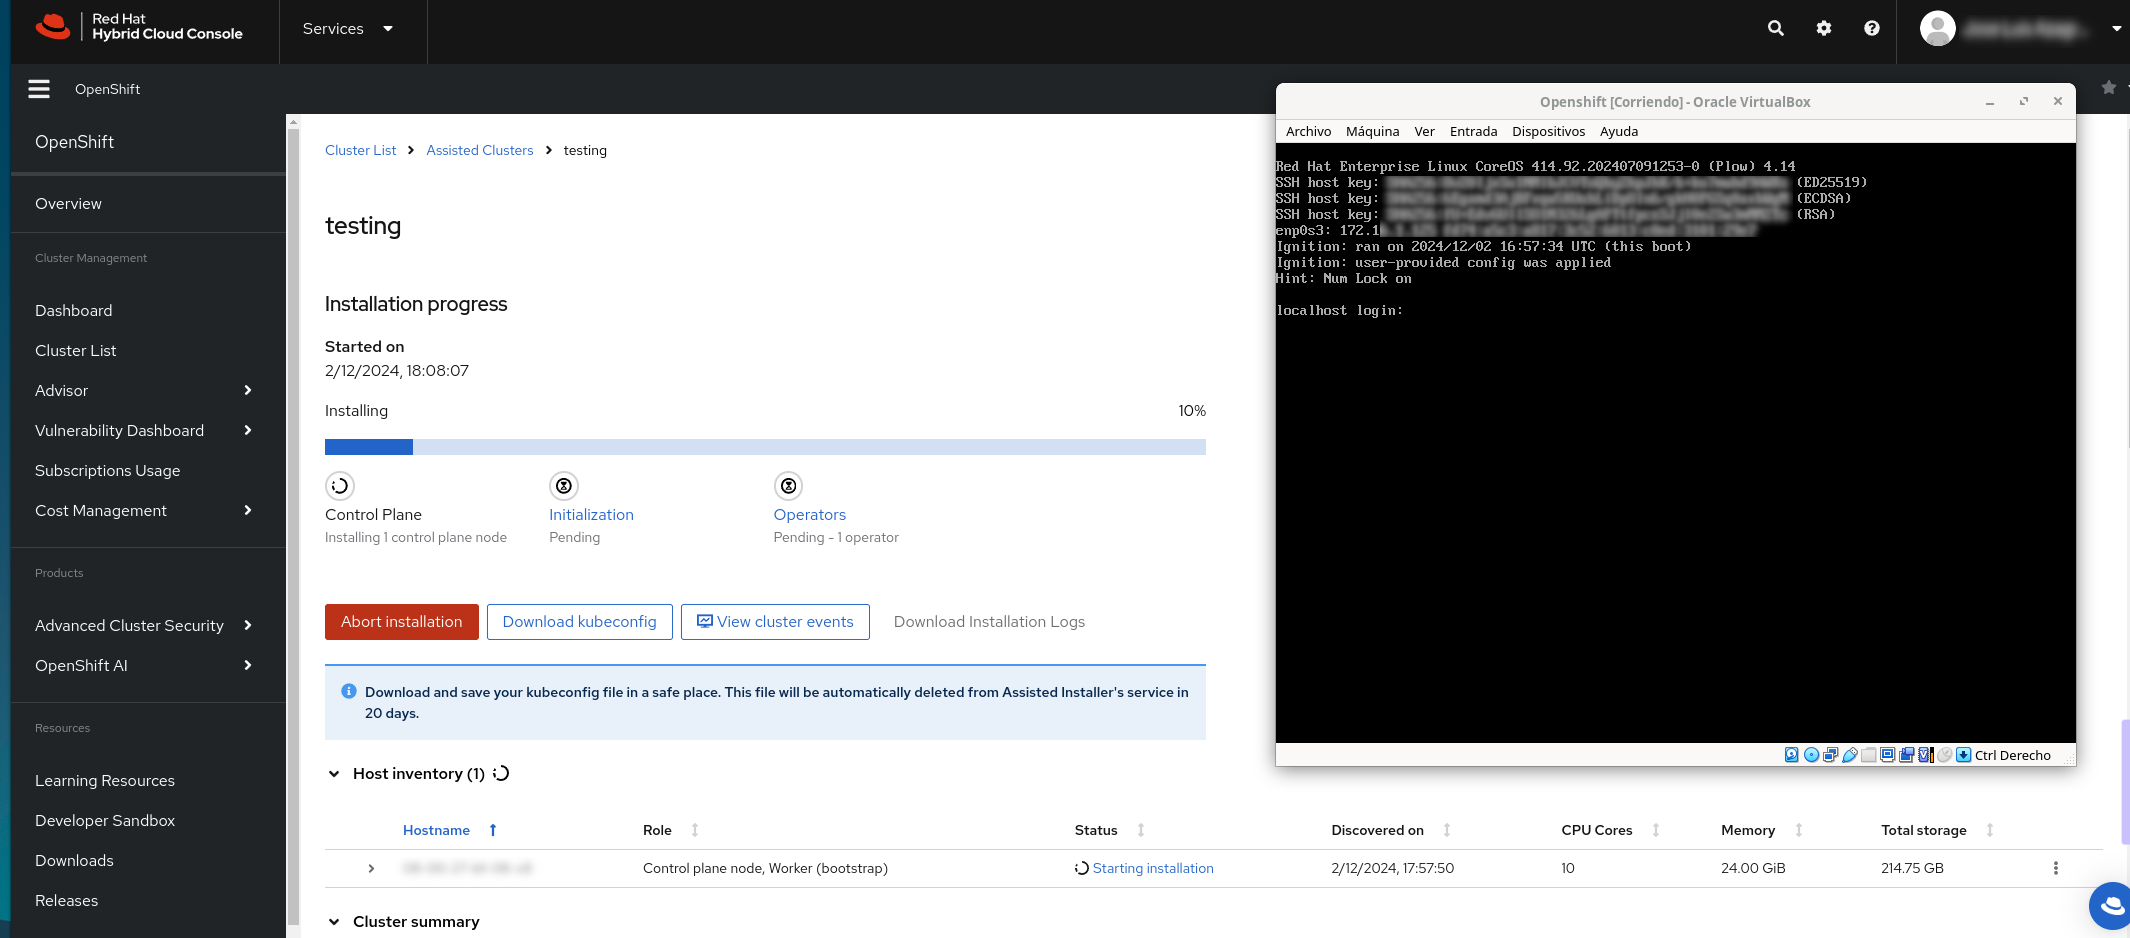 Red Hat
Hybrid Cloud Console
Services
OpenShift
OpenShift
Overview
Cluster Management
Dashboard
Cluster List
Advisor
Vulnerability Dashboard
Subscriptions Usage
Cost Management
Products
Advanced Cluster Security
OpenShift AI
Resources
Learning Resources
Developer Sandbox
Downloads
Releases
Cluster List > Assisted Clusters > testing
testing
Installation progress
Started on
2/12/2024, 18:08:07
Installing 10%
Control Plane
Installing 1 control plane node
Initialization
Pending
Operators
Pending - 1 operator
Abort installation
Download kubeconfig
View cluster events
Download Installation Logs
Download and save your kubeconfig file in a safe place. This file will be automatically deleted from Assisted Installer's service in
20 days.
Host inventory (1)
Hostname Role Status Discovered on CPU Cores Memory Total storage
Control plane node, Worker (bootstrap) Starting installation 2/12/2024, 17:57:50 10 24.00 GiB 214.75 GB
Cluster summary
Openshift [Corriendo] - Oracle VirtualBox
Archivo Máquina Ver Entrada Dispositivos Ayuda
Red Hat Enterprise Linux CoreOS 414.92.202407091253-0 (Plow) 4.14
SSH host key: (ED25519)
SSH host key: (ECDSA)
SSH host key: (RSA)
enp0s3: 172.1
Ignition: ran on 2024/12/02 16:57:34 UTC (this boot)
Ignition: user-provided config was applied
Hint: Num Lock on
localhost login:
Ctrl Derecho